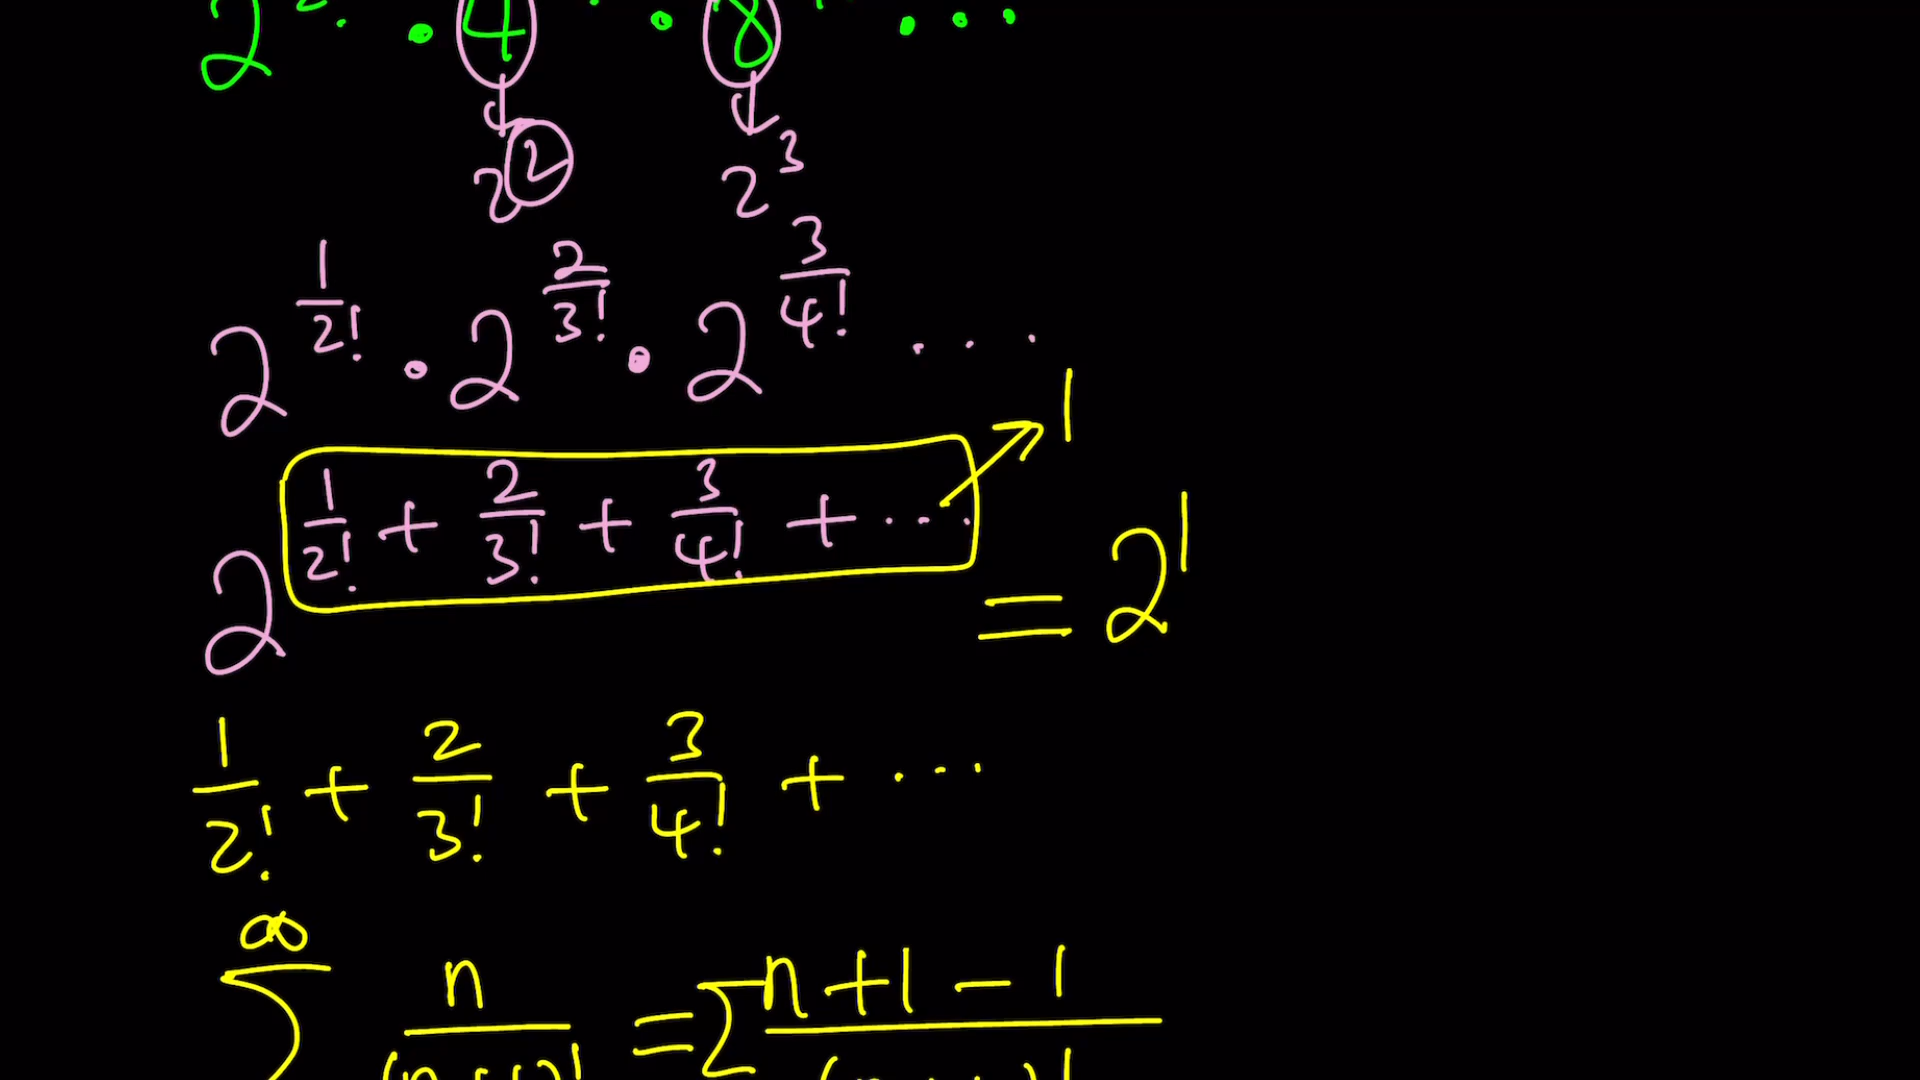 2 · 4 · 8 · · ·
2^2 2^3
2^(1/2!) · 2^(2/3!) · 2^(3/4!) · · ·
1
2^(1/2! + 2/3! + 3/4! + ···) = 2^1
1/2! + 2/3! + 3/4! + ···
∞
Σ n/(n+1)! = Σ n+1-1